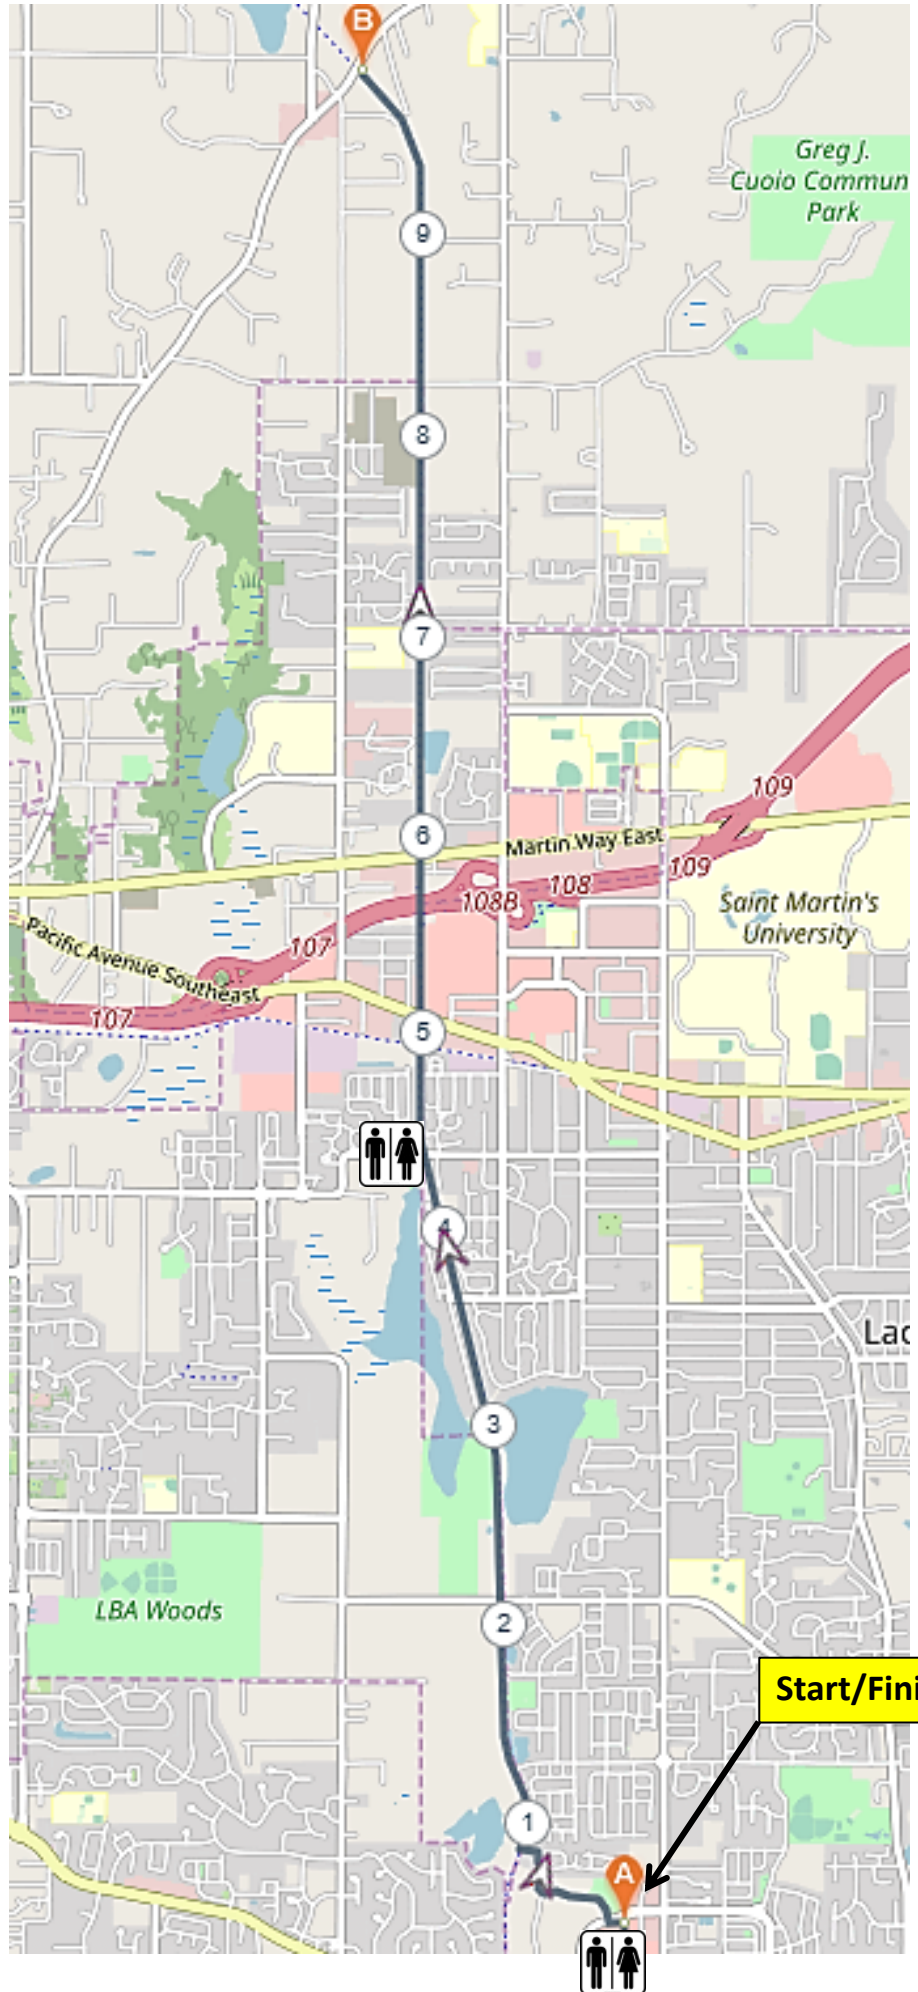 B
Greg J.
Cuoio Commun
Park
9
8
7
109
6
Martin Way East
109
108
108B
Saint Martin's
University
107
Pacific Avenue Southeast
107
5
4
Lac
3
LBA Woods
2
Start/Fini
1
A